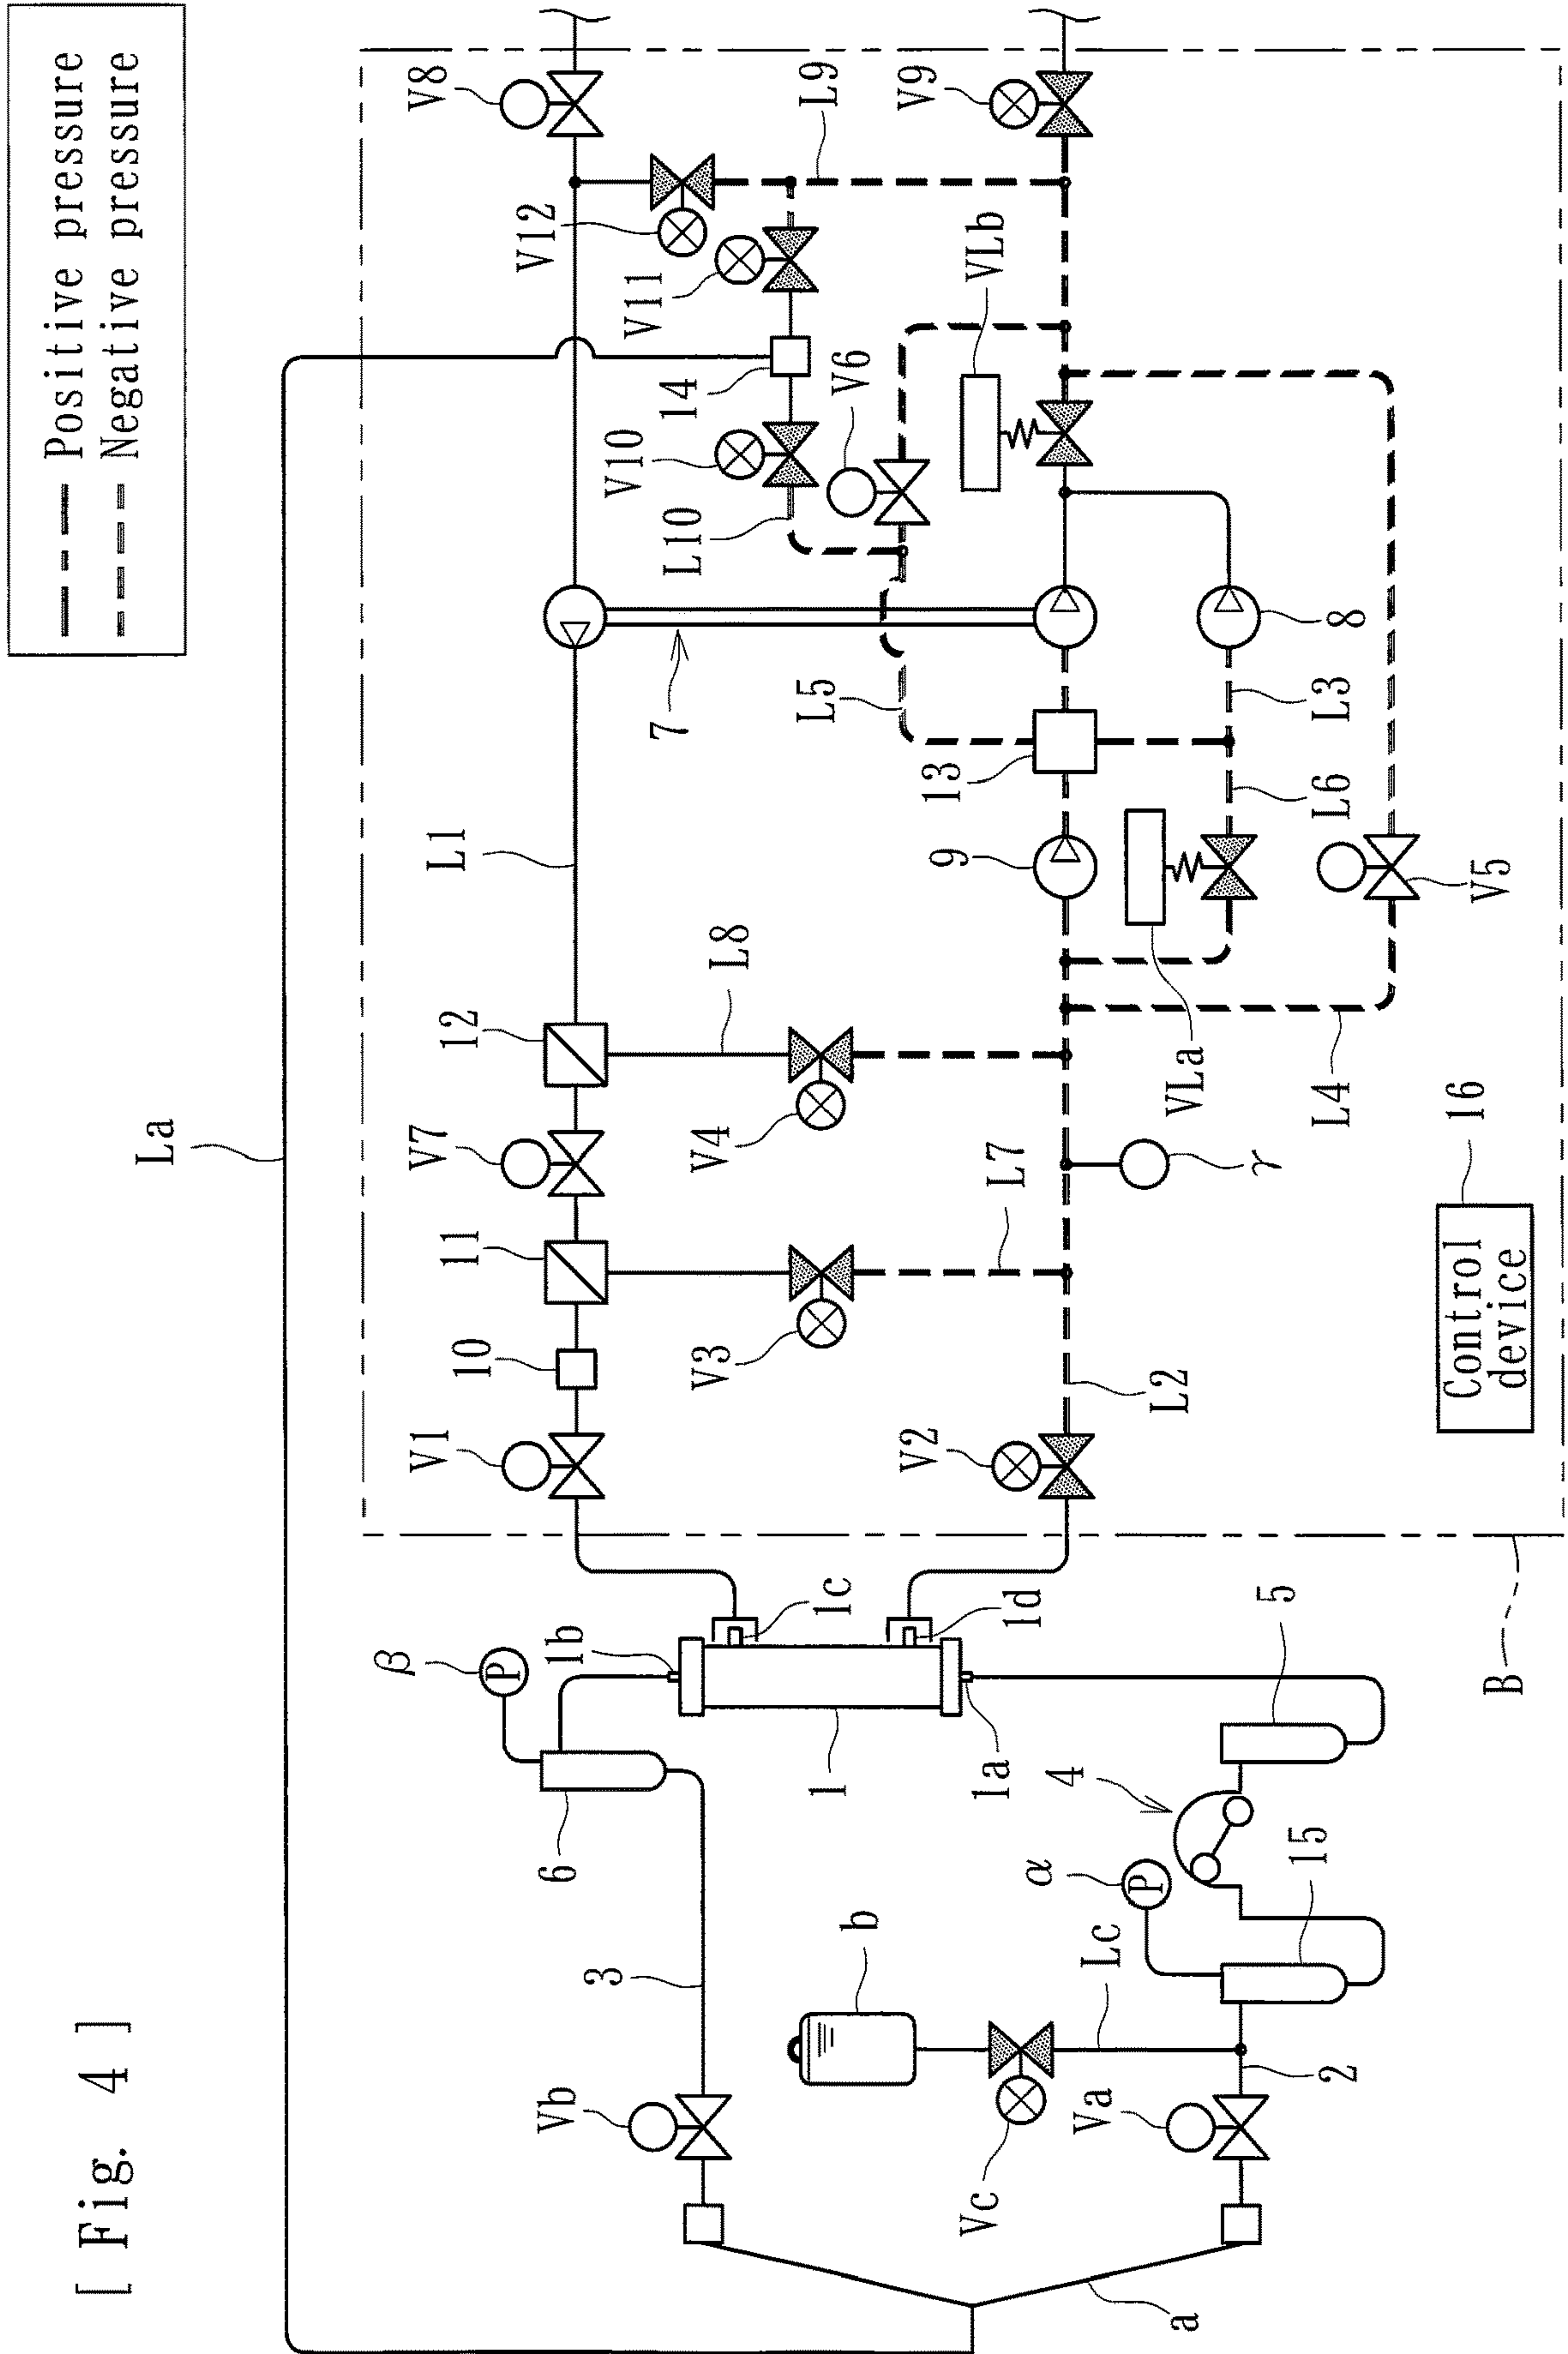 [ Fig. 4 ]
Positive pressure
Negative pressure
La
V1
10
11
V7
12
L1
V8
V3
V4
L8
7
V12
V11
14
V10
L10
V6
L9
V9
VLb
L5
13
9
V2
L2
L7
γ
VLa
L4
L6
L3
8
V5
Control
device
16
B
β
P
1b
1c
1d
1
1a
6
3
Vb
b
Vc
Lc
Va
2
α
P
4
15
5
a